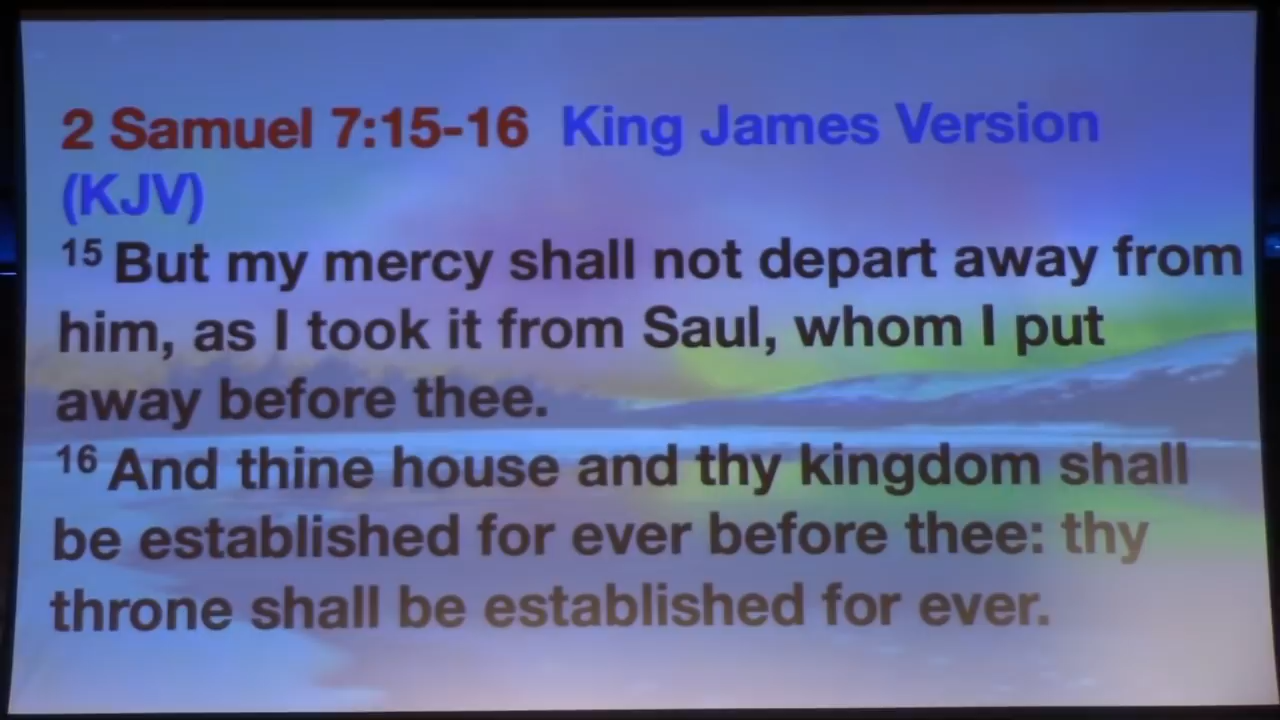 2 Samuel 7:15-16 King James Version
(KJV)
15 But my mercy shall not depart away from
him, as I took it from Saul, whom I put
away before thee.
16 And thine house and thy kingdom shall
be established for ever before thee: thy
throne shall be established for ever.